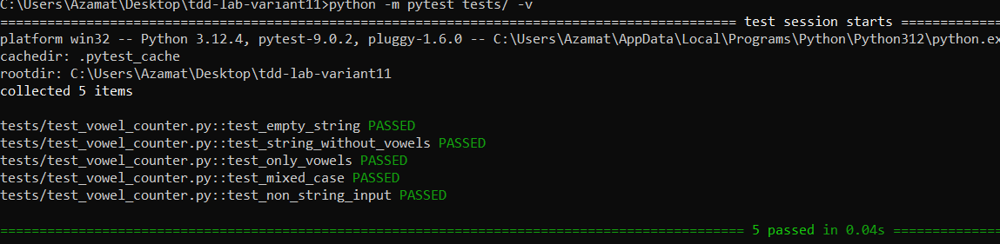 C:\Users\Azamat\Desktop\tdd-lab-variant11>python -m pytest tests/ -v
============================================================================================= test session starts ==============
platform win32 -- Python 3.12.4, pytest-9.0.2, pluggy-1.6.0 -- C:\Users\Azamat\AppData\Local\Programs\Python\Python312\python.ex
cachedir: .pytest_cache
rootdir: C:\Users\Azamat\Desktop\tdd-lab-variant11
collected 5 items
tests/test_vowel_counter.py::test_empty_string PASSED
tests/test_vowel_counter.py::test_string_without_vowels PASSED
tests/test_vowel_counter.py::test_only_vowels PASSED
tests/test_vowel_counter.py::test_mixed_case PASSED
tests/test_vowel_counter.py::test_non_string_input PASSED
============================================================================================== 5 passed in 0.04s ==============